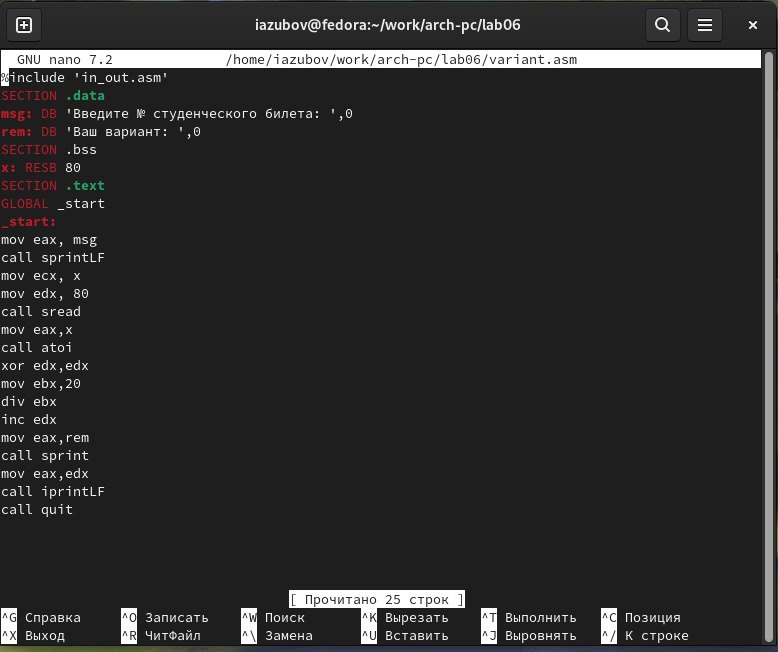 iazubov@fedora:~/work/arch-pc/lab06
GNU nano 7.2 /home/iazubov/work/arch-pc/lab06/variant.asm
%include 'in_out.asm'
SECTION .data
msg: DB 'Введите № студенческого билета: ',0
rem: DB 'Ваш вариант: ',0
SECTION .bss
x: RESB 80
SECTION .text
GLOBAL _start
_start:
mov eax, msg
call sprintLF
mov ecx, x
mov edx, 80
call sread
mov eax,x
call atoi
xor edx,edx
mov ebx,20
div ebx
inc edx
mov eax,rem
call sprint
mov eax,edx
call iprintLF
call quit
[ Прочитано 25 строк ]
^G Справка ^O Записать ^W Поиск ^K Вырезать ^T Выполнить ^C Позиция
^X Выход ^R ЧитФайл ^\ Замена ^U Вставить ^J Выровнять ^/ К строке